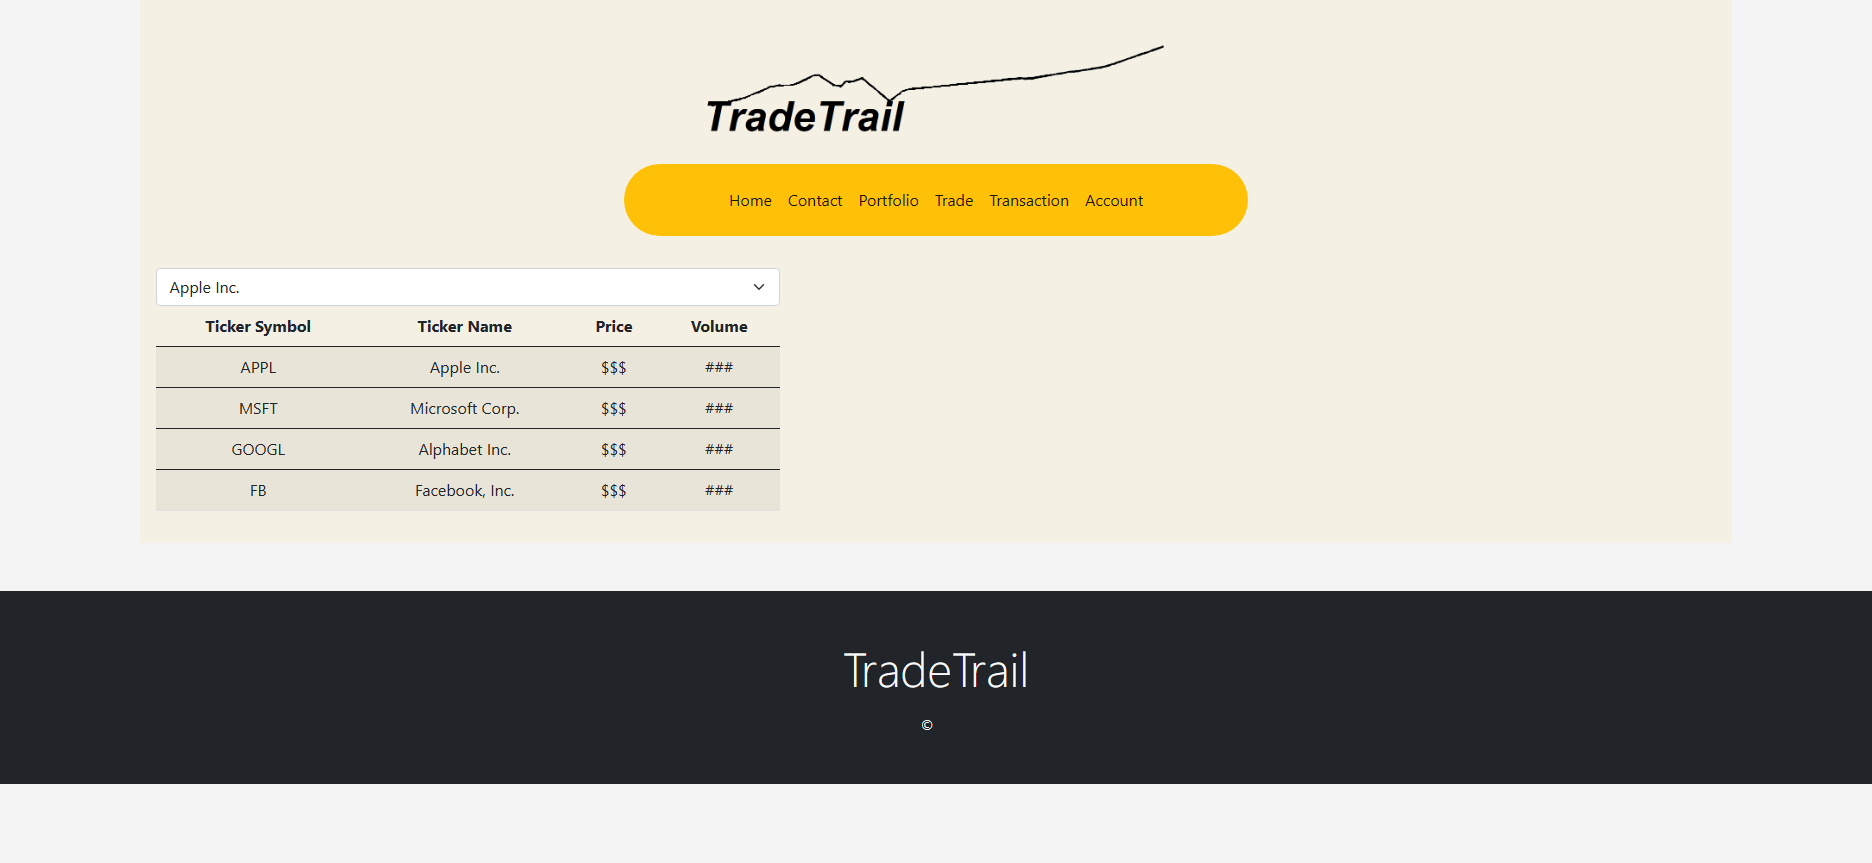 TradeTrail
Home Contact Portfolio Trade Transaction Account
Apple Inc.
Ticker Symbol Ticker Name Price Volume
APPL Apple Inc. $$$ ###
MSFT Microsoft Corp. $$$ ###
GOOGL Alphabet Inc. $$$ ###
FB Facebook, Inc. $$$ ###
TradeTrail
©